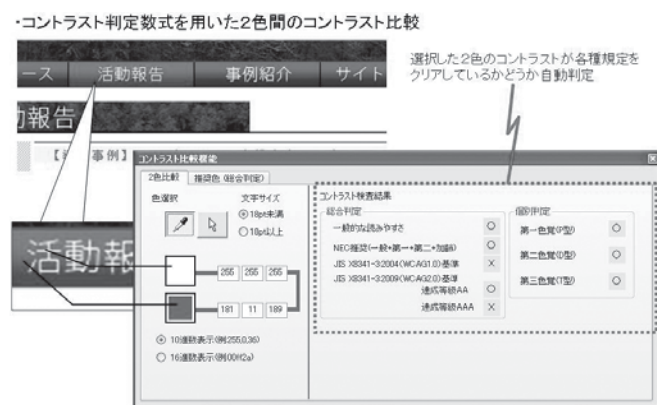 ・コントラスト判定数式を用いた2色間のコントラスト比較
選択した2色のコントラストが各種規定を
クリアしているかどうか自動判定
ース 活動報告 事例紹介 サイト
動報告
事例】
活動報
コントラスト比較機能
2色比較 推奨色(総合判定)
色選択 文字サイズ
18pt未満
18pt以上
255 255 255
181 11 189
10進数表示(例:255,0,36)
16進数表示(例:00H2a)
コントラスト検査結果
総合判定
一般的な読みやすさ ○
NEC推奨(一般+第一+第二+加齢) ○
JIS X8341-3:2004(WCAG1.0)基準 X
JIS X8341-3:2009(WCAG2.0)基準
達成等級AA ○
達成等級AAA X
個別判定
第一色覚(P型) ○
第二色覚(D型) ○
第三色覚(T型) ○